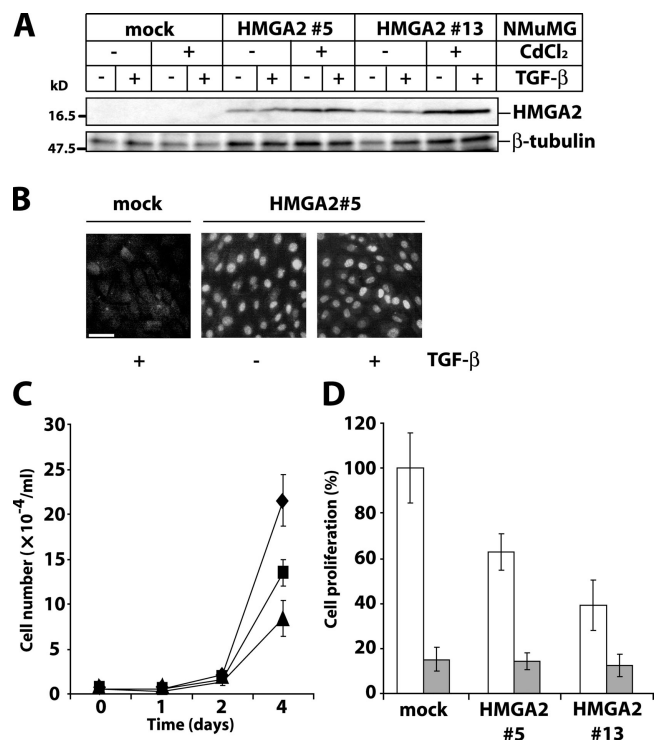 A
mock HMGA2 #5 HMGA2 #13 NMuMG
- + - + - + CdCl₂
kD - + - + - + - + - + - + TGF-β
16.5 HMGA2
47.5 β-tubulin
B
mock HMGA2#5
+ - + TGF-β
C
Cell number (×10⁻⁴/ml)
30
25
20
15
10
5
0
0 1 2 4
Time (days)
D
Cell proliferation (%)
120
100
80
60
40
20
0
mock HMGA2 #5 HMGA2 #13